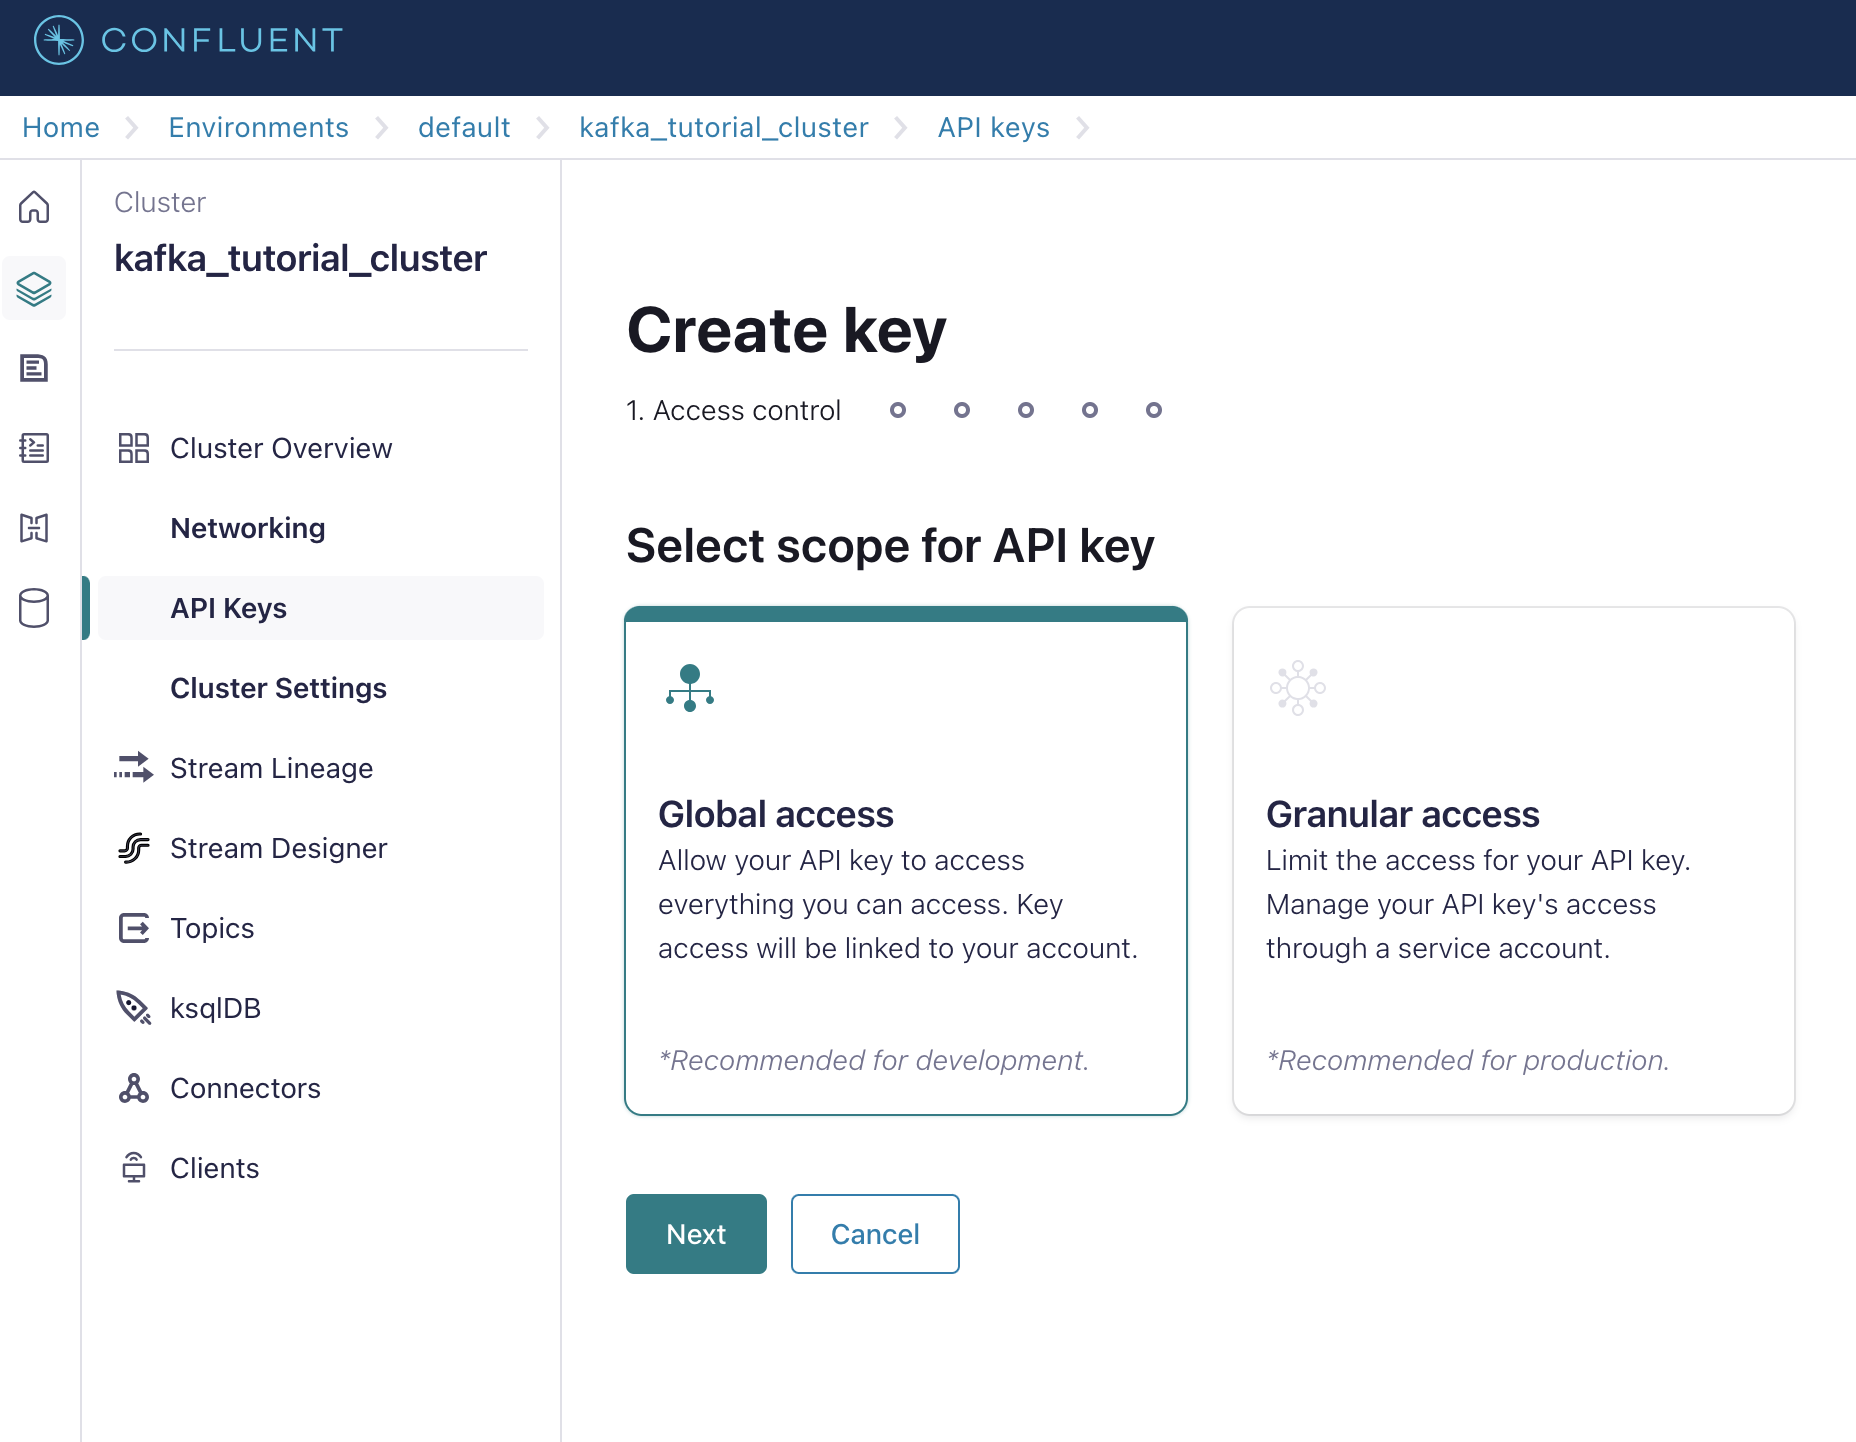 CONFLUENT
Home
Environments
default
kafka_tutorial_cluster
API keys
Cluster
kafka_tutorial_cluster
Cluster Overview
Networking
API Keys
Cluster Settings
Stream Lineage
Stream Designer
Topics
ksqlDB
Connectors
Clients
Create key
1. Access control
Select scope for API key
Global access
Allow your API key to access
everything you can access. Key
access will be linked to your account.
*Recommended for development.
Granular access
Limit the access for your API key.
Manage your API key's access
through a service account.
*Recommended for production.
Next
Cancel